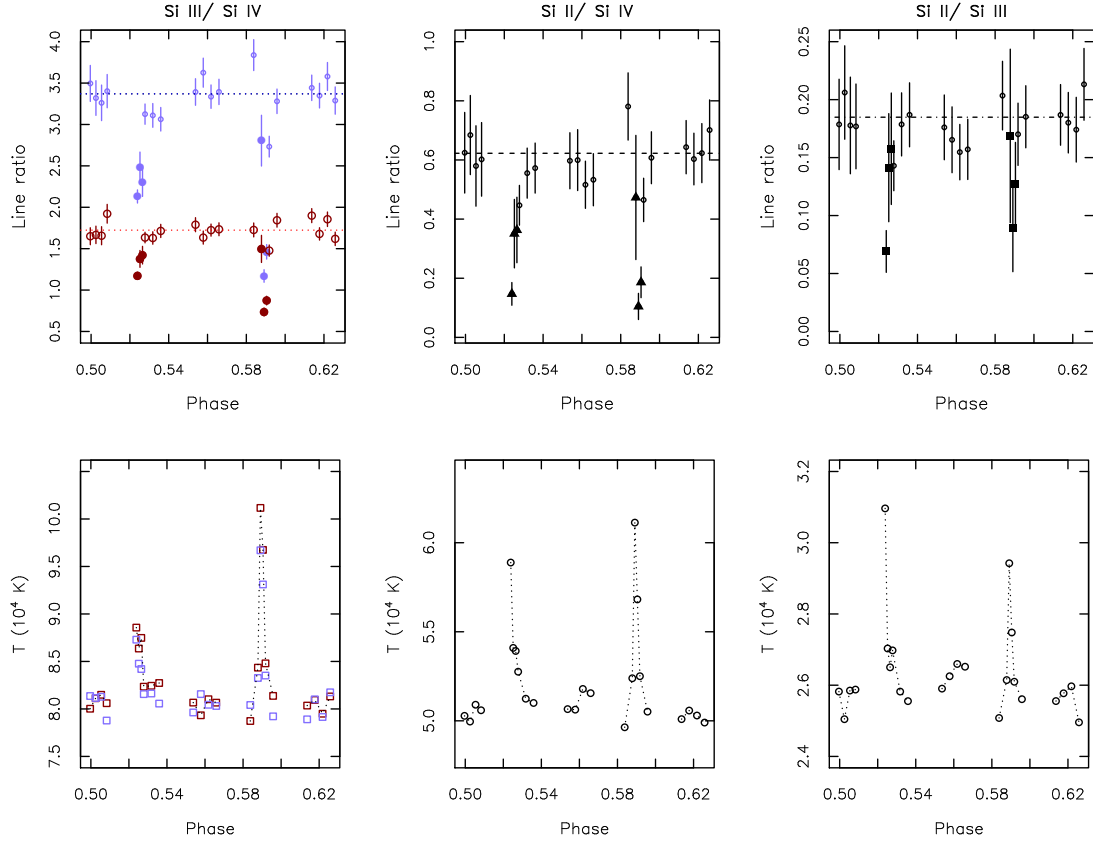 Si III/ Si IV
Si II/ Si IV
Si II/ Si III
Line ratio
4.0
3.5
3.0
2.5
2.0
1.5
1.0
0.5
0.50 0.54 0.58 0.62
Phase
Line ratio
1.0
0.8
0.6
0.4
0.2
0.0
0.50 0.54 0.58 0.62
Phase
Line ratio
0.25
0.20
0.15
0.10
0.05
0.00
0.50 0.54 0.58 0.62
Phase
T (10⁴ K)
10.0
9.5
9.0
8.5
8.0
7.5
0.50 0.54 0.58 0.62
Phase
T (10⁴ K)
6.0
5.5
5.0
0.50 0.54 0.58 0.62
Phase
T (10⁴ K)
3.2
3.0
2.8
2.6
2.4
0.50 0.54 0.58 0.62
Phase